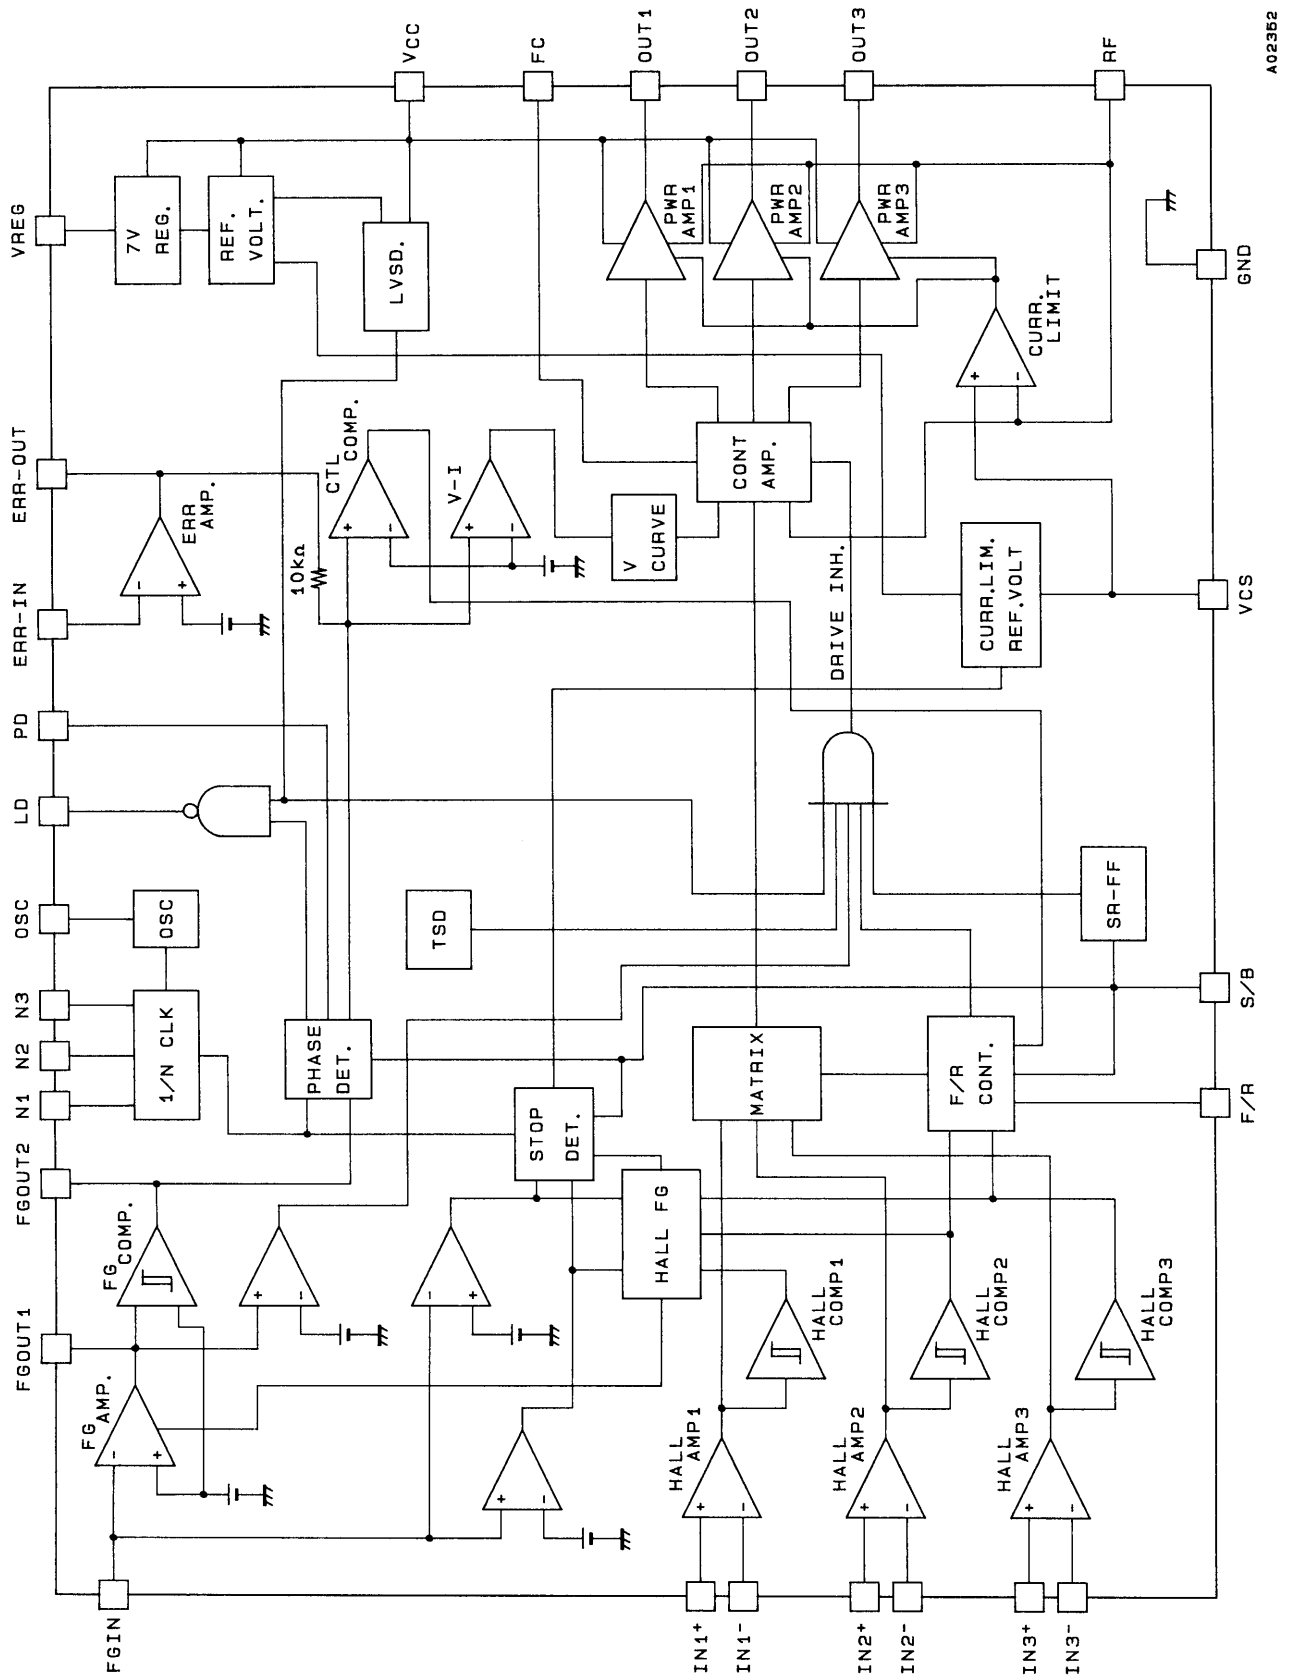 FGIN
FGOUT1
FGOUT2
N1
N2
N3
OSC
LD
PD
ERR-IN
ERR-OUT
VREG
FG
AMP.
-
+
FG
COMP.
+
-
1/N CLK
OSC
ERR
AMP.
-
+
7V
REG.
REF.
VOLT.
VCC
PHASE
DET.
10kΩ
CTL
COMP.
+
-
LVSD.
-
+
TSD
V-I
+
-
FC
+
-
STOP
DET.
HALL FG
V
CURVE
PWR
AMP1
OUT1
IN1+
IN1-
HALL
AMP1
+
-
HALL
COMP1
MATRIX
CONT
AMP.
PWR
AMP2
OUT2
IN2+
IN2-
HALL
AMP2
+
-
HALL
COMP2
F/R
CONT.
DRIVE INH.
PWR
AMP3
OUT3
IN3+
IN3-
HALL
AMP3
+
-
HALL
COMP3
SR-FF
CURR.LIM.
REF.VOLT
+
-
CURR.
LIMIT
RF
F/R
S/B
VCS
GND
A02352